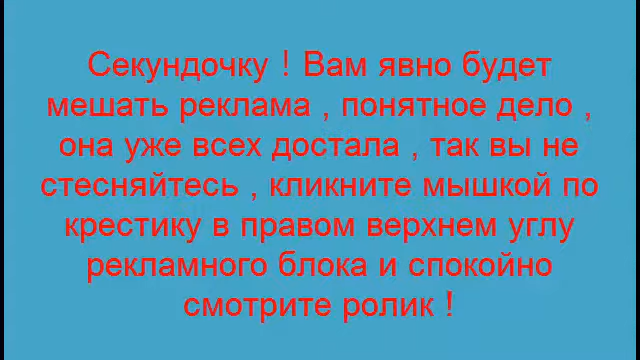 Секундочку ! Вам явно будет
мешать реклама , понятное дело ,
она уже всех достала , так вы не
стесняйтесь , кликните мышкой по
крестику в правом верхнем углу
рекламного блока и спокойно
смотрите ролик !